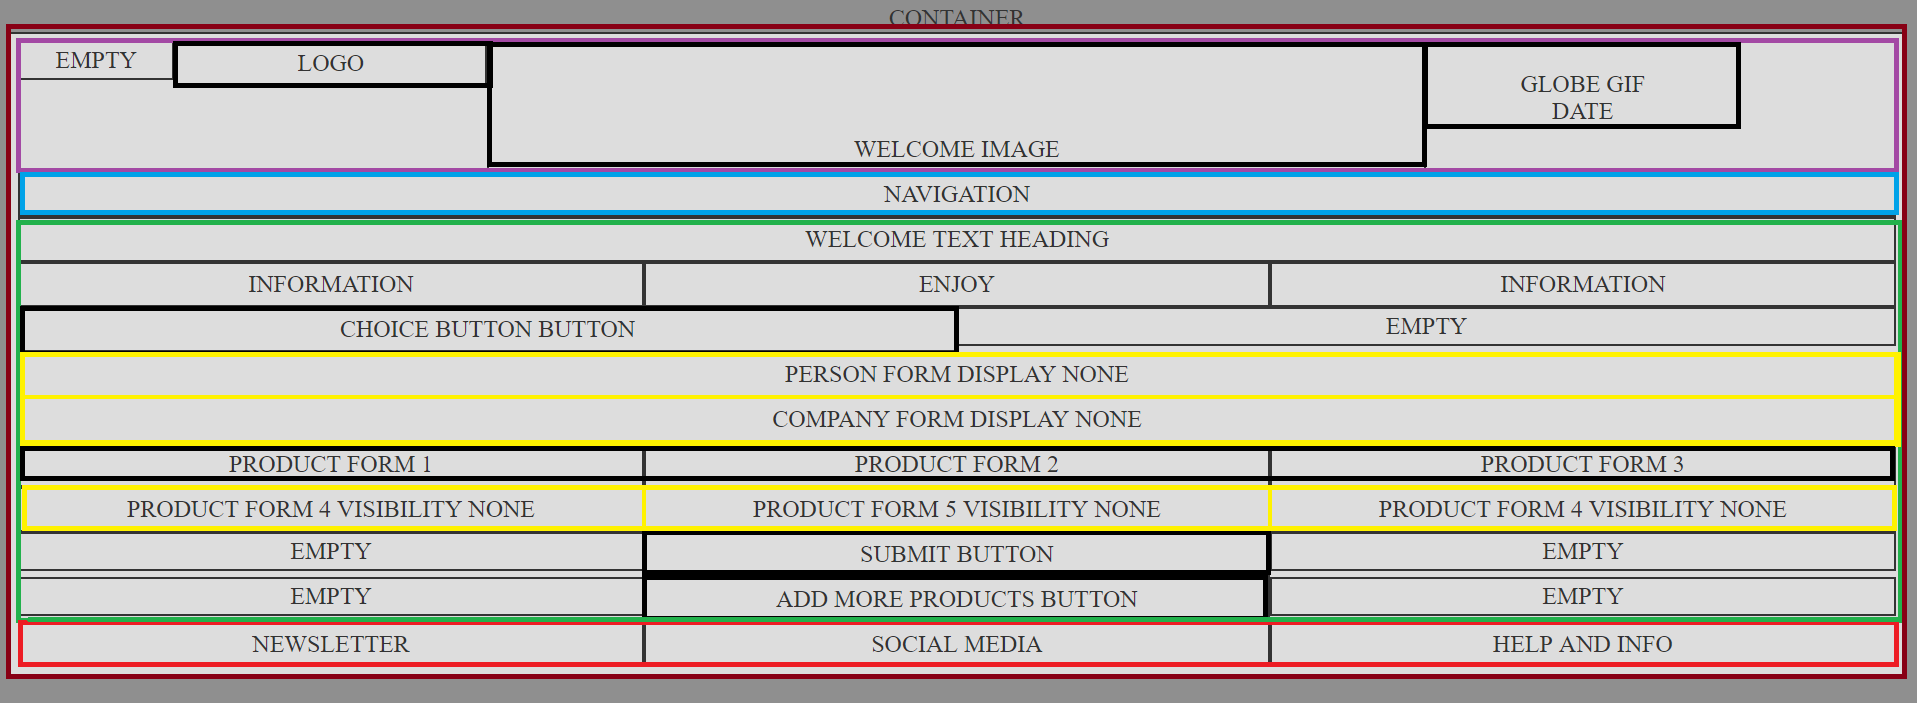 CONTAINER
EMPTY
LOGO
GLOBE GIF
DATE
WELCOME IMAGE
NAVIGATION
WELCOME TEXT HEADING
INFORMATION
ENJOY
INFORMATION
CHOICE BUTTON BUTTON
EMPTY
PERSON FORM DISPLAY NONE
COMPANY FORM DISPLAY NONE
PRODUCT FORM 1
PRODUCT FORM 2
PRODUCT FORM 3
PRODUCT FORM 4 VISIBILITY NONE
PRODUCT FORM 5 VISIBILITY NONE
PRODUCT FORM 4 VISIBILITY NONE
EMPTY
SUBMIT BUTTON
EMPTY
EMPTY
ADD MORE PRODUCTS BUTTON
EMPTY
NEWSLETTER
SOCIAL MEDIA
HELP AND INFO